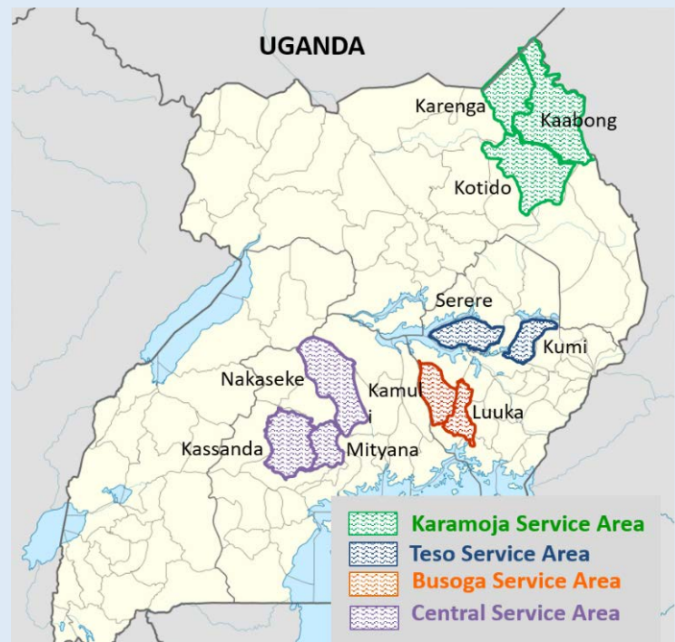 UGANDA
Karenga
Kaabong
Kotido
Serere
Kumi
Nakaseke
Kamul
i
Luuka
Kassanda
Mityana
Karamoja Service Area
Teso Service Area
Busoga Service Area
Central Service Area